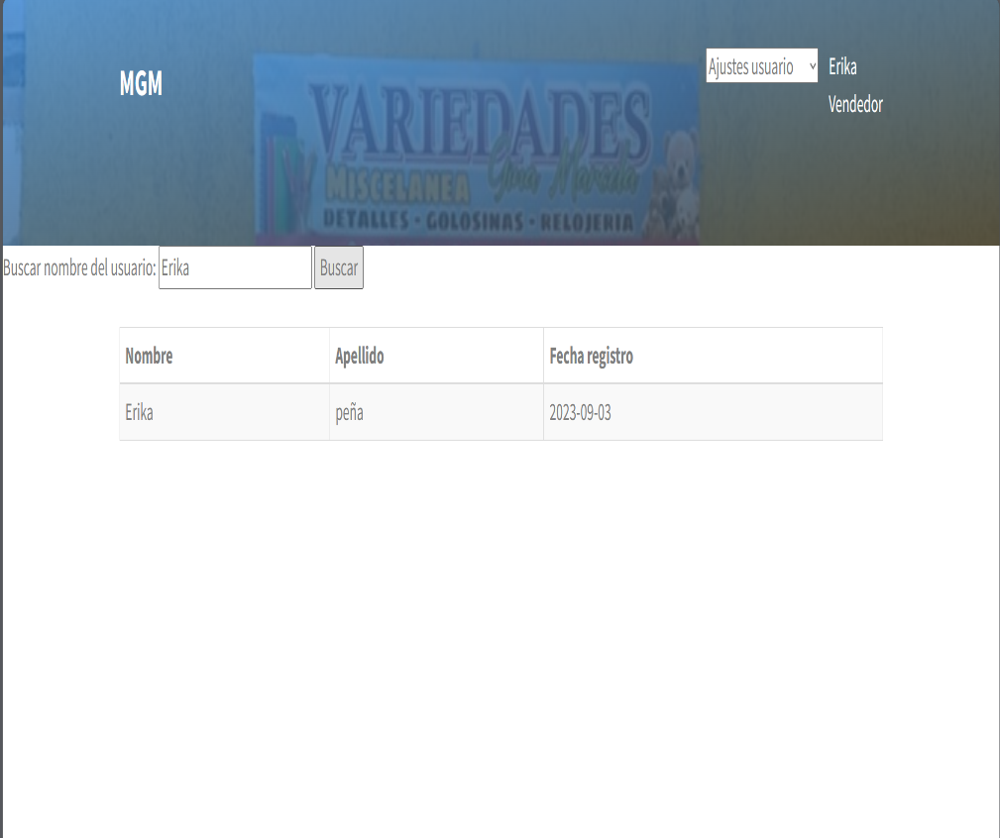 MGM
Ajustes usuario
Erika
Vendedor
VARIEDADES
Gina Marcela
MISCELANEA
DETALLES • GOLOSINAS • RELOJERIA
Buscar nombre del usuario: Erika Buscar
Nombre Apellido Fecha registro
Erika peña 2023-09-03